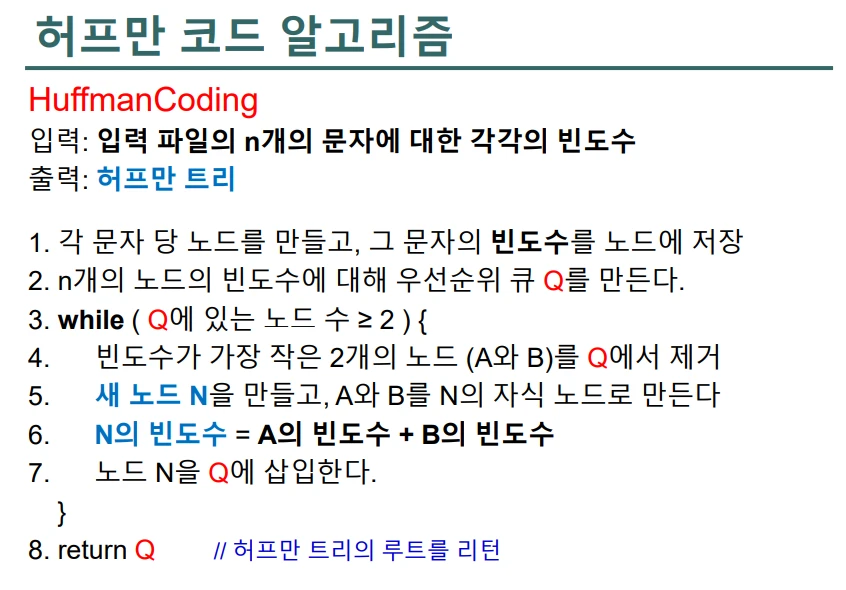 허프만 코드 알고리즘
HuffmanCoding
입력: 입력 파일의 n개의 문자에 대한 각각의 빈도수
출력: 허프만 트리
1. 각 문자 당 노드를 만들고, 그 문자의 빈도수를 노드에 저장
2. n개의 노드의 빈도수에 대해 우선순위 큐 Q를 만든다.
3. while ( Q에 있는 노드 수 ≥ 2 ) {
4. 빈도수가 가장 작은 2개의 노드 (A와 B)를 Q에서 제거
5. 새 노드 N을 만들고, A와 B를 N의 자식 노드로 만든다
6. N의 빈도수 = A의 빈도수 + B의 빈도수
7. 노드 N을 Q에 삽입한다.
}
8. return Q // 허프만 트리의 루트를 리턴